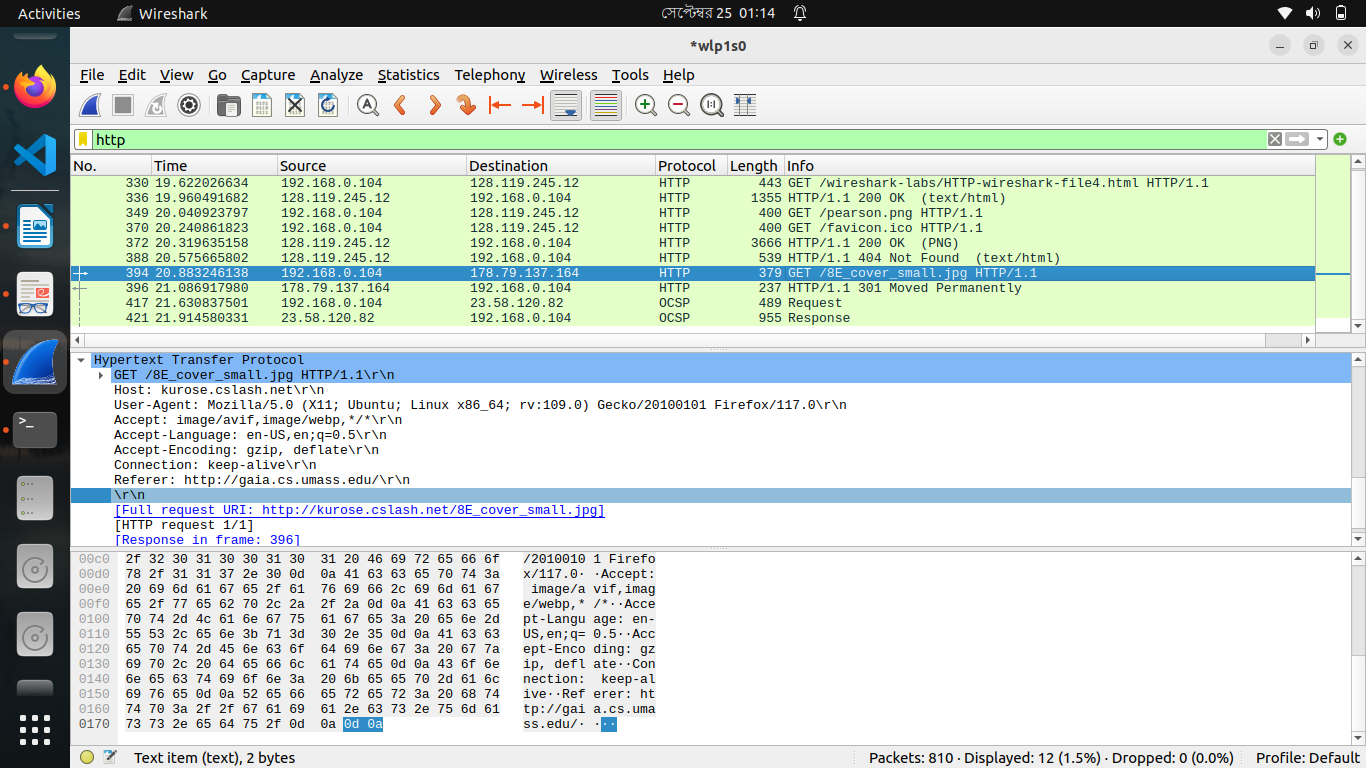 Activities Wireshark সেপ্টেম্বর 25 01:14
*wlp1s0
File Edit View Go Capture Analyze Statistics Telephony Wireless Tools Help
http
No. Time Source Destination Protocol Length Info
330 19.622026634 192.168.0.104 128.119.245.12 HTTP 443 GET /wireshark-labs/HTTP-wireshark-file4.html HTTP/1.1
336 19.960491682 128.119.245.12 192.168.0.104 HTTP 1355 HTTP/1.1 200 OK (text/html)
349 20.040923797 192.168.0.104 128.119.245.12 HTTP 400 GET /pearson.png HTTP/1.1
370 20.240861823 192.168.0.104 128.119.245.12 HTTP 400 GET /favicon.ico HTTP/1.1
372 20.319635158 128.119.245.12 192.168.0.104 HTTP 3666 HTTP/1.1 200 OK (PNG)
388 20.575665802 128.119.245.12 192.168.0.104 HTTP 539 HTTP/1.1 404 Not Found (text/html)
394 20.883246138 192.168.0.104 178.79.137.164 HTTP 379 GET /8E_cover_small.jpg HTTP/1.1
396 21.086917980 178.79.137.164 192.168.0.104 HTTP 237 HTTP/1.1 301 Moved Permanently
417 21.630837501 192.168.0.104 23.58.120.82 OCSP 489 Request
421 21.914580331 23.58.120.82 192.168.0.104 OCSP 955 Response
Hypertext Transfer Protocol
GET /8E_cover_small.jpg HTTP/1.1\r\n
Host: kurose.cslash.net\r\n
User-Agent: Mozilla/5.0 (X11; Ubuntu; Linux x86_64; rv:109.0) Gecko/20100101 Firefox/117.0\r\n
Accept: image/avif,image/webp,*/*\r\n
Accept-Language: en-US,en;q=0.5\r\n
Accept-Encoding: gzip, deflate\r\n
Connection: keep-alive\r\n
Referer: http://gaia.cs.umass.edu/\r\n
\r\n
[Full request URI: http://kurose.cslash.net/8E_cover_small.jpg]
[HTTP request 1/1]
[Response in frame: 396]
00c0 2f 32 30 31 30 30 31 30 31 20 46 69 72 65 66 6f /2010010 1 Firefo
00d0 78 2f 31 31 37 2e 30 0d 0a 41 63 63 65 70 74 3a x/117.0· ·Accept:
00e0 20 69 6d 61 67 65 2f 61 76 69 66 2c 69 6d 61 67 image/a vif,imag
00f0 65 2f 77 65 62 70 2c 2a 2f 2a 0d 0a 41 63 63 65 e/webp,* /*··Acce
0100 70 74 2d 4c 61 6e 67 75 61 67 65 3a 20 65 6e 2d pt-Langu age: en-
0110 55 53 2c 65 6e 3b 71 3d 30 2e 35 0d 0a 41 63 63 US,en;q= 0.5··Acc
0120 65 70 74 2d 45 6e 63 6f 64 69 6e 67 3a 20 67 7a ept-Enco ding: gz
0130 69 70 2c 20 64 65 66 6c 61 74 65 0d 0a 43 6f 6e ip, defl ate··Con
0140 6e 65 63 74 69 6f 6e 3a 20 6b 65 65 70 2d 61 6c nection: keep-al
0150 69 76 65 0d 0a 52 65 66 65 72 65 72 3a 20 68 74 ive··Ref erer: ht
0160 74 70 3a 2f 2f 67 61 69 61 2e 63 73 2e 75 6d 61 tp://gai a.cs.uma
0170 73 73 2e 65 64 75 2f 0d 0a 0d 0a ss.edu/· ···
Text item (text), 2 bytes Packets: 810 · Displayed: 12 (1.5%) · Dropped: 0 (0.0%) Profile: Default